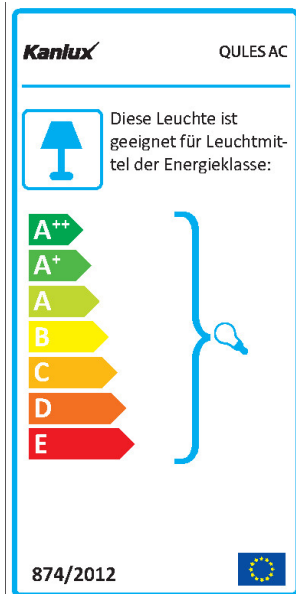 Kanlux QULES AC
Diese Leuchte ist
geeignet für Leuchtmit-
tel der Energieklasse:
A++
A+
A
B
C
D
E
874/2012